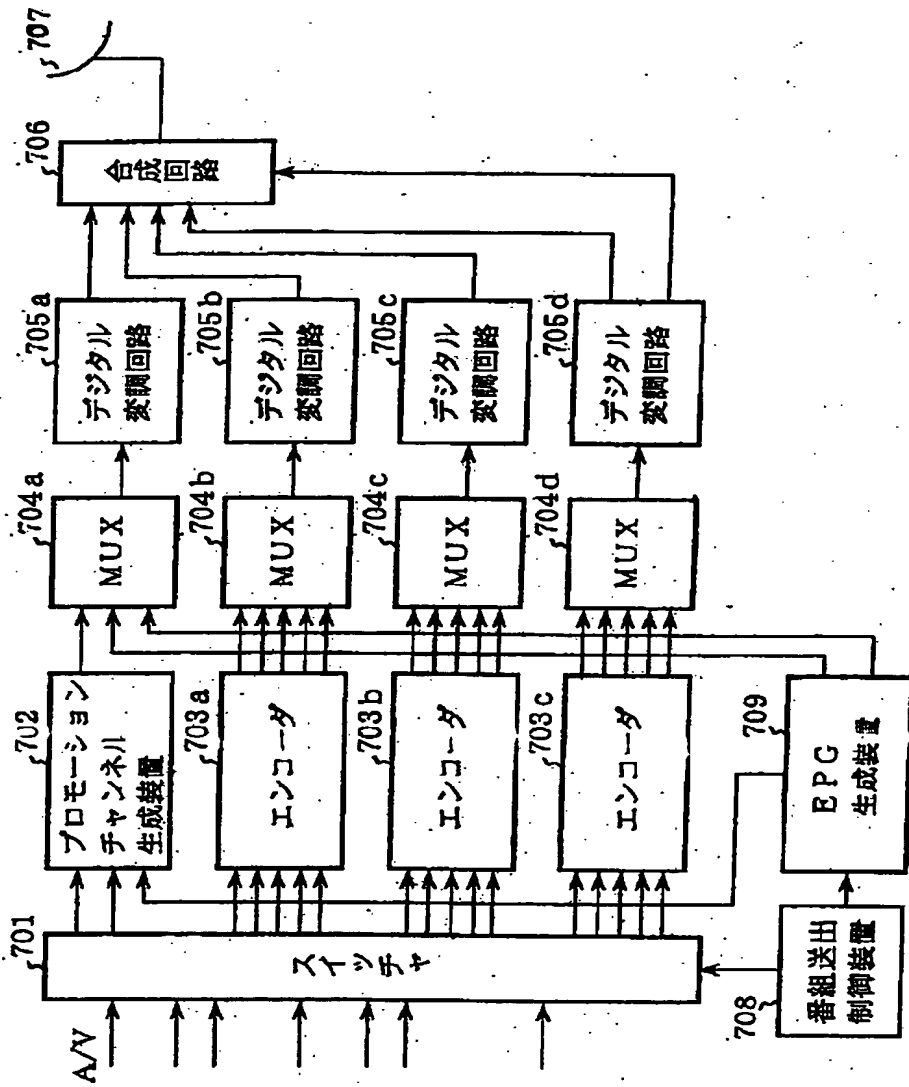 A/V
701
スイッチャ
702
プロモーション
チャンネル
生成装置
703a
エンコーダ
703b
エンコーダ
703c
エンコーダ
704a
MUX
704b
MUX
704c
MUX
704d
MUX
705a
デジタル
変調回路
705b
デジタル
変調回路
705c
デジタル
変調回路
705d
デジタル
変調回路
706
合成回路
707
708
番組送出
制御装置
709
EPG
生成装置